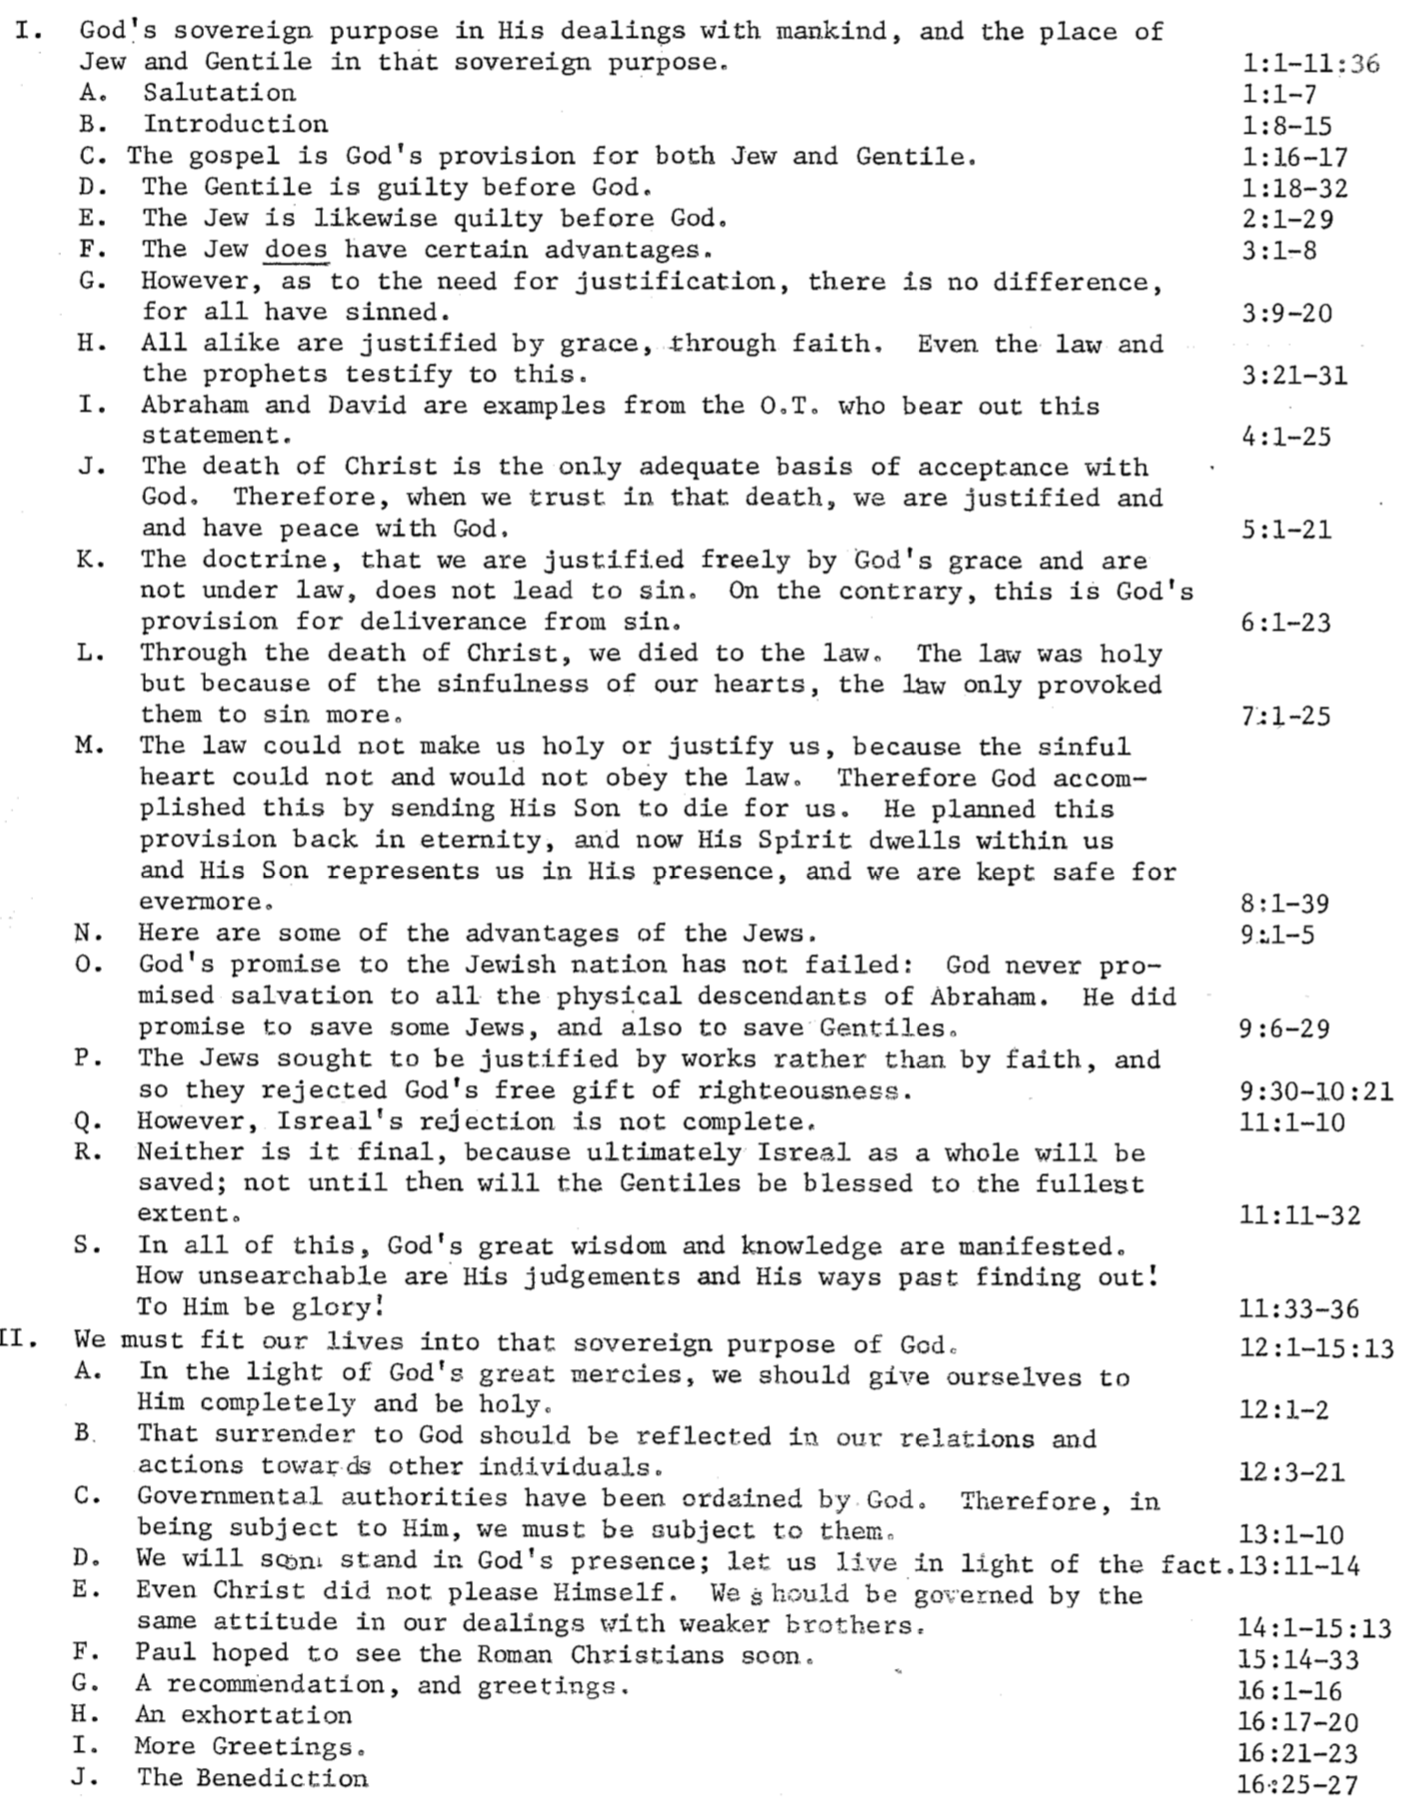 I. God's sovereign purpose in His dealings with mankind, and the place of
Jew and Gentile in that sovereign purpose. 1:1-11:36
A. Salutation 1:1-7
B. Introduction 1:8-15
C. The gospel is God's provision for both Jew and Gentile. 1:16-17
D. The Gentile is guilty before God. 1:18-32
E. The Jew is likewise quilty before God. 2:1-29
F. The Jew does have certain advantages. 3:1-8
G. However, as to the need for justification, there is no difference,
for all have sinned. 3:9-20
H. All alike are justified by grace, through faith. Even the law and
the prophets testify to this. 3:21-31
I. Abraham and David are examples from the O.T. who bear out this
statement. 4:1-25
J. The death of Christ is the only adequate basis of acceptance with
God. Therefore, when we trust in that death, we are justified and
and have peace with God. 5:1-21
K. The doctrine, that we are justified freely by God's grace and are
not under law, does not lead to sin. On the contrary, this is God's
provision for deliverance from sin. 6:1-23
L. Through the death of Christ, we died to the law. The law was holy
but because of the sinfulness of our hearts, the law only provoked
them to sin more. 7:1-25
M. The law could not make us holy or justify us, because the sinful
heart could not and would not obey the law. Therefore God accom-
plished this by sending His Son to die for us. He planned this
provision back in eternity, and now His Spirit dwells within us
and His Son represents us in His presence, and we are kept safe for
evermore. 8:1-39
N. Here are some of the advantages of the Jews. 9:1-5
O. God's promise to the Jewish nation has not failed: God never pro-
mised salvation to all the physical descendants of Abraham. He did
promise to save some Jews, and also to save Gentiles. 9:6-29
P. The Jews sought to be justified by works rather than by faith, and
so they rejected God's free gift of righteousness. 9:30-10:21
Q. However, Isreal's rejection is not complete. 11:1-10
R. Neither is it final, because ultimately Isreal as a whole will be
saved; not until then will the Gentiles be blessed to the fullest
extent. 11:11-32
S. In all of this, God's great wisdom and knowledge are manifested.
How unsearchable are His judgements and His ways past finding out!
To Him be glory! 11:33-36
II. We must fit our lives into that sovereign purpose of God. 12:1-15:13
A. In the light of God's great mercies, we should give ourselves to
Him completely and be holy. 12:1-2
B. That surrender to God should be reflected in our relations and
actions towards other individuals. 12:3-21
C. Governmental authorities have been ordained by God. Therefore, in
being subject to Him, we must be subject to them. 13:1-10
D. We will soon stand in God's presence; let us live in light of the fact. 13:11-14
E. Even Christ did not please Himself. We should be governed by the
same attitude in our dealings with weaker brothers. 14:1-15:13
F. Paul hoped to see the Roman Christians soon. 15:14-33
G. A recommendation, and greetings. 16:1-16
H. An exhortation 16:17-20
I. More Greetings. 16:21-23
J. The Benediction 16:25-27